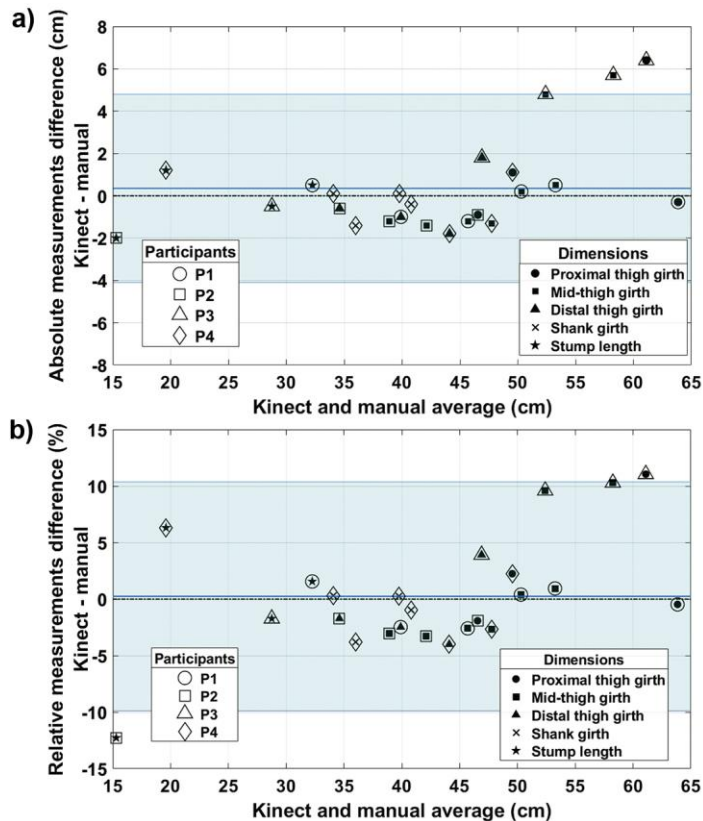 a)
Absolute measurements difference (cm)
Kinect - manual
8
6
4
2
0
-2
-4
-6
-8
Participants
P1
P2
P3
P4
Dimensions
Proximal thigh girth
Mid-thigh girth
Distal thigh girth
Shank girth
Stump length
15 20 25 30 35 40 45 50 55 60 65
Kinect and manual average (cm)
b)
Relative measurements difference (%)
Kinect - manual
15
10
5
0
-5
-10
-15
Participants
P1
P2
P3
P4
Dimensions
Proximal thigh girth
Mid-thigh girth
Distal thigh girth
Shank girth
Stump length
15 20 25 30 35 40 45 50 55 60 65
Kinect and manual average (cm)